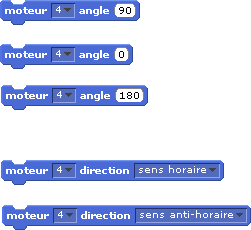 moteur 4 angle 90
moteur 4 angle 0
moteur 4 angle 180
moteur 4 direction sens horaire
moteur 4 direction sens anti-horaire